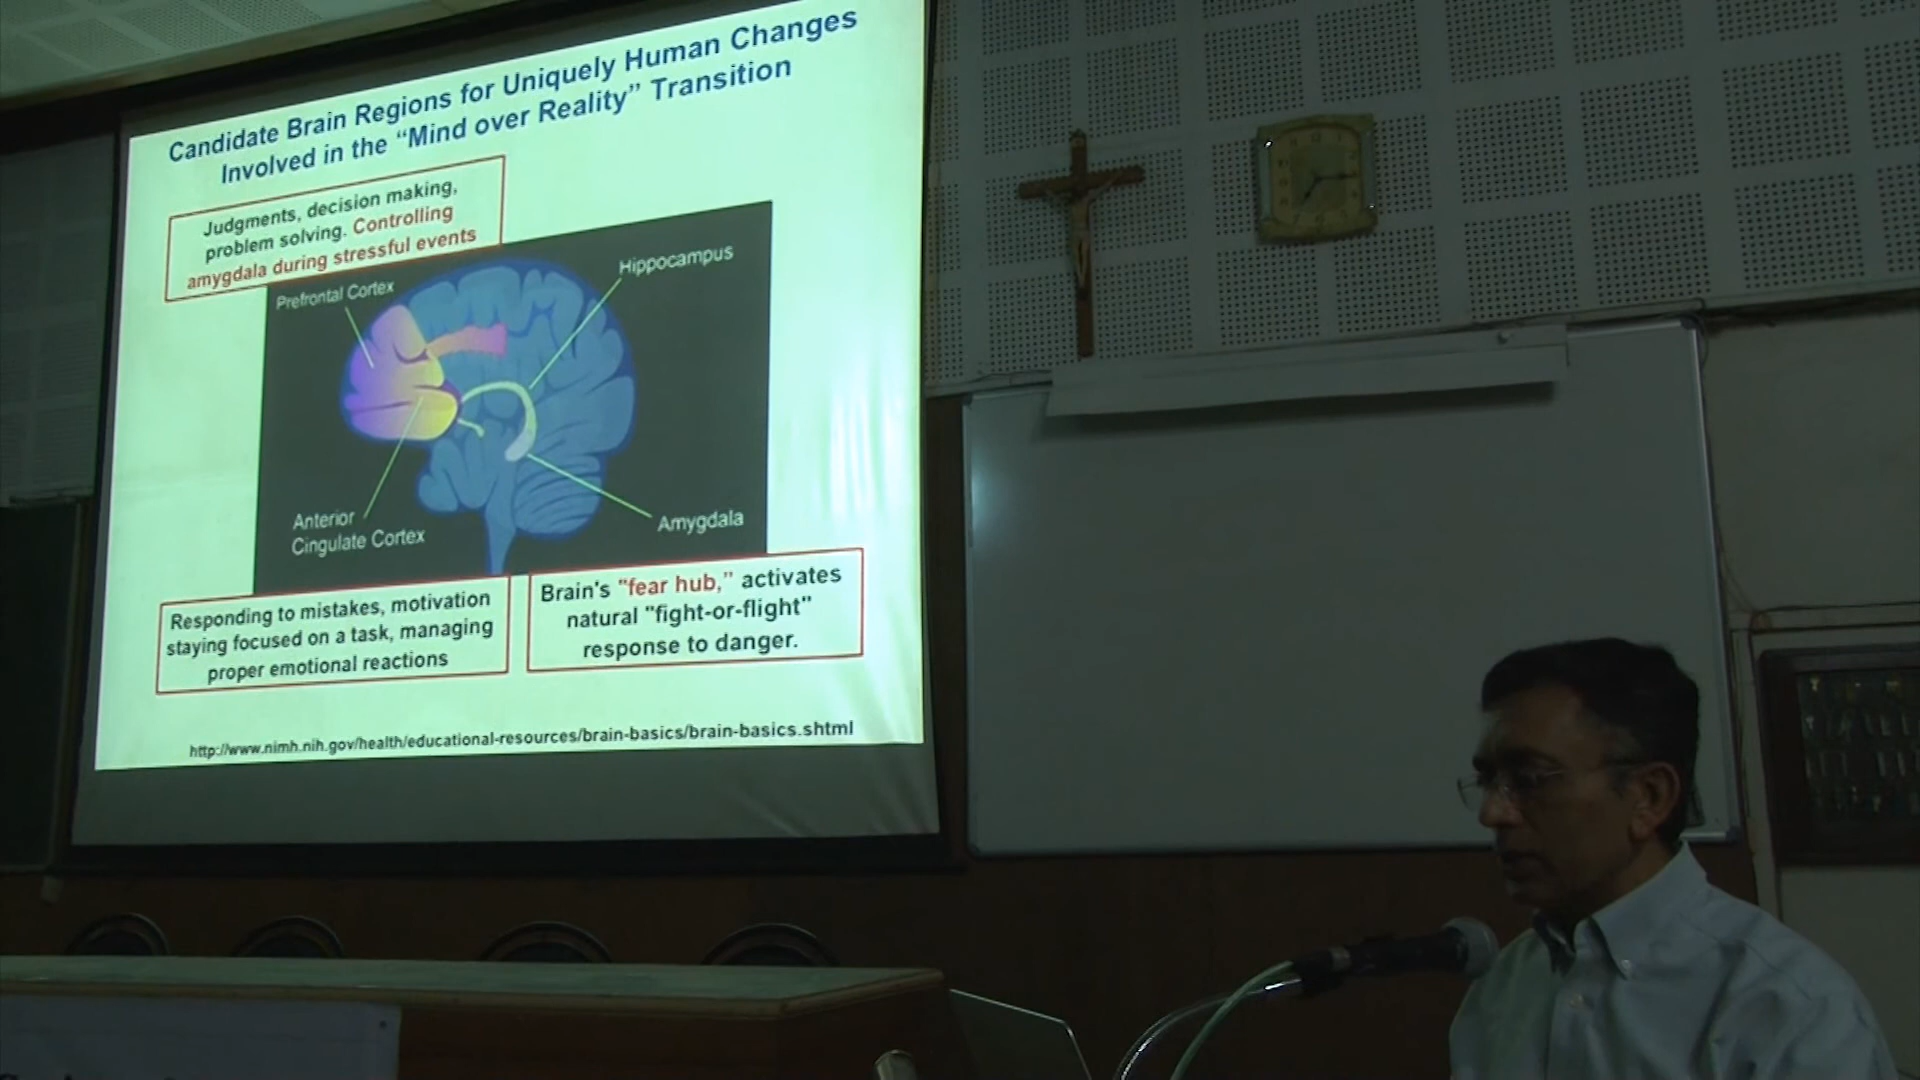 Candidate Brain Regions for Uniquely Human Changes
Involved in the “Mind over Reality” Transition
Judgments, decision making,
problem solving. Controlling
amygdala during stressful events
Prefrontal Cortex
Hippocampus
Anterior
Cingulate Cortex
Amygdala
Responding to mistakes, motivation
staying focused on a task, managing
proper emotional reactions
Brain's "fear hub,” activates
natural "fight-or-flight"
response to danger.
http://www.nimh.nih.gov/health/educational-resources/brain-basics/brain-basics.shtml